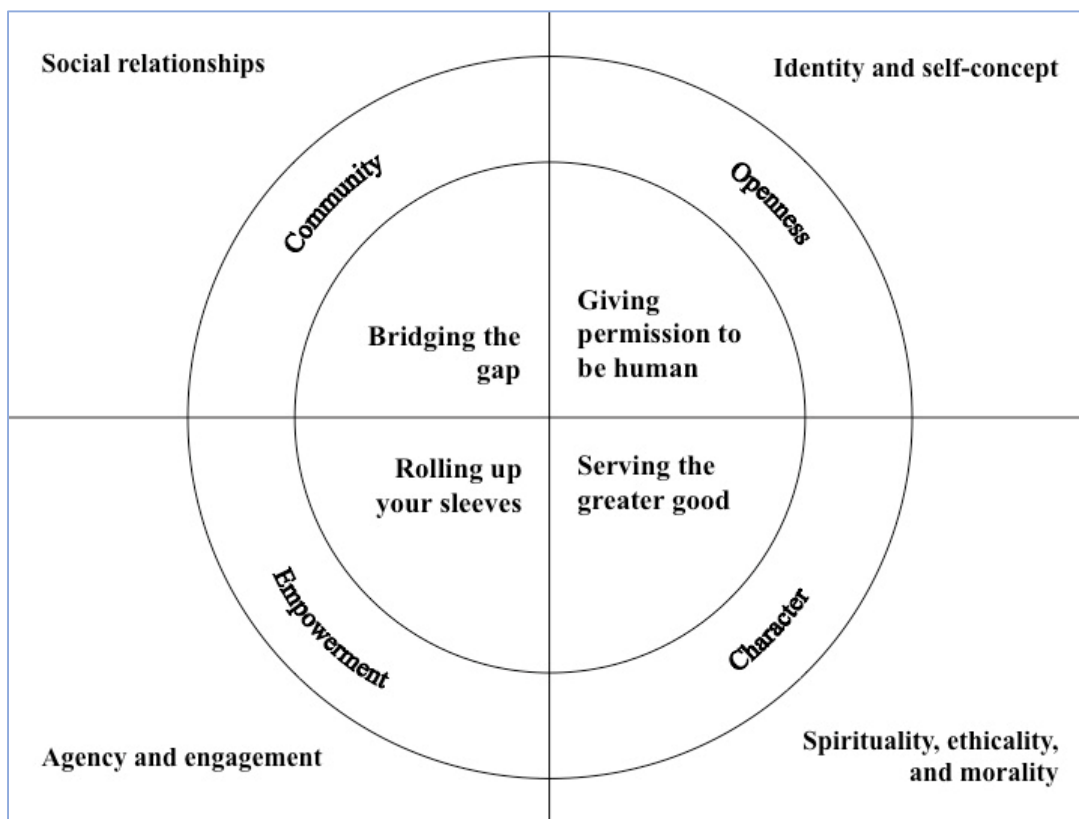 Social relationships
Identity and self-concept
Community
Openness
Bridging the
gap
Giving
permission to
be human
Rolling up
your sleeves
Serving the
greater good
Empowerment
Character
Agency and engagement
Spirituality, ethicality,
and morality